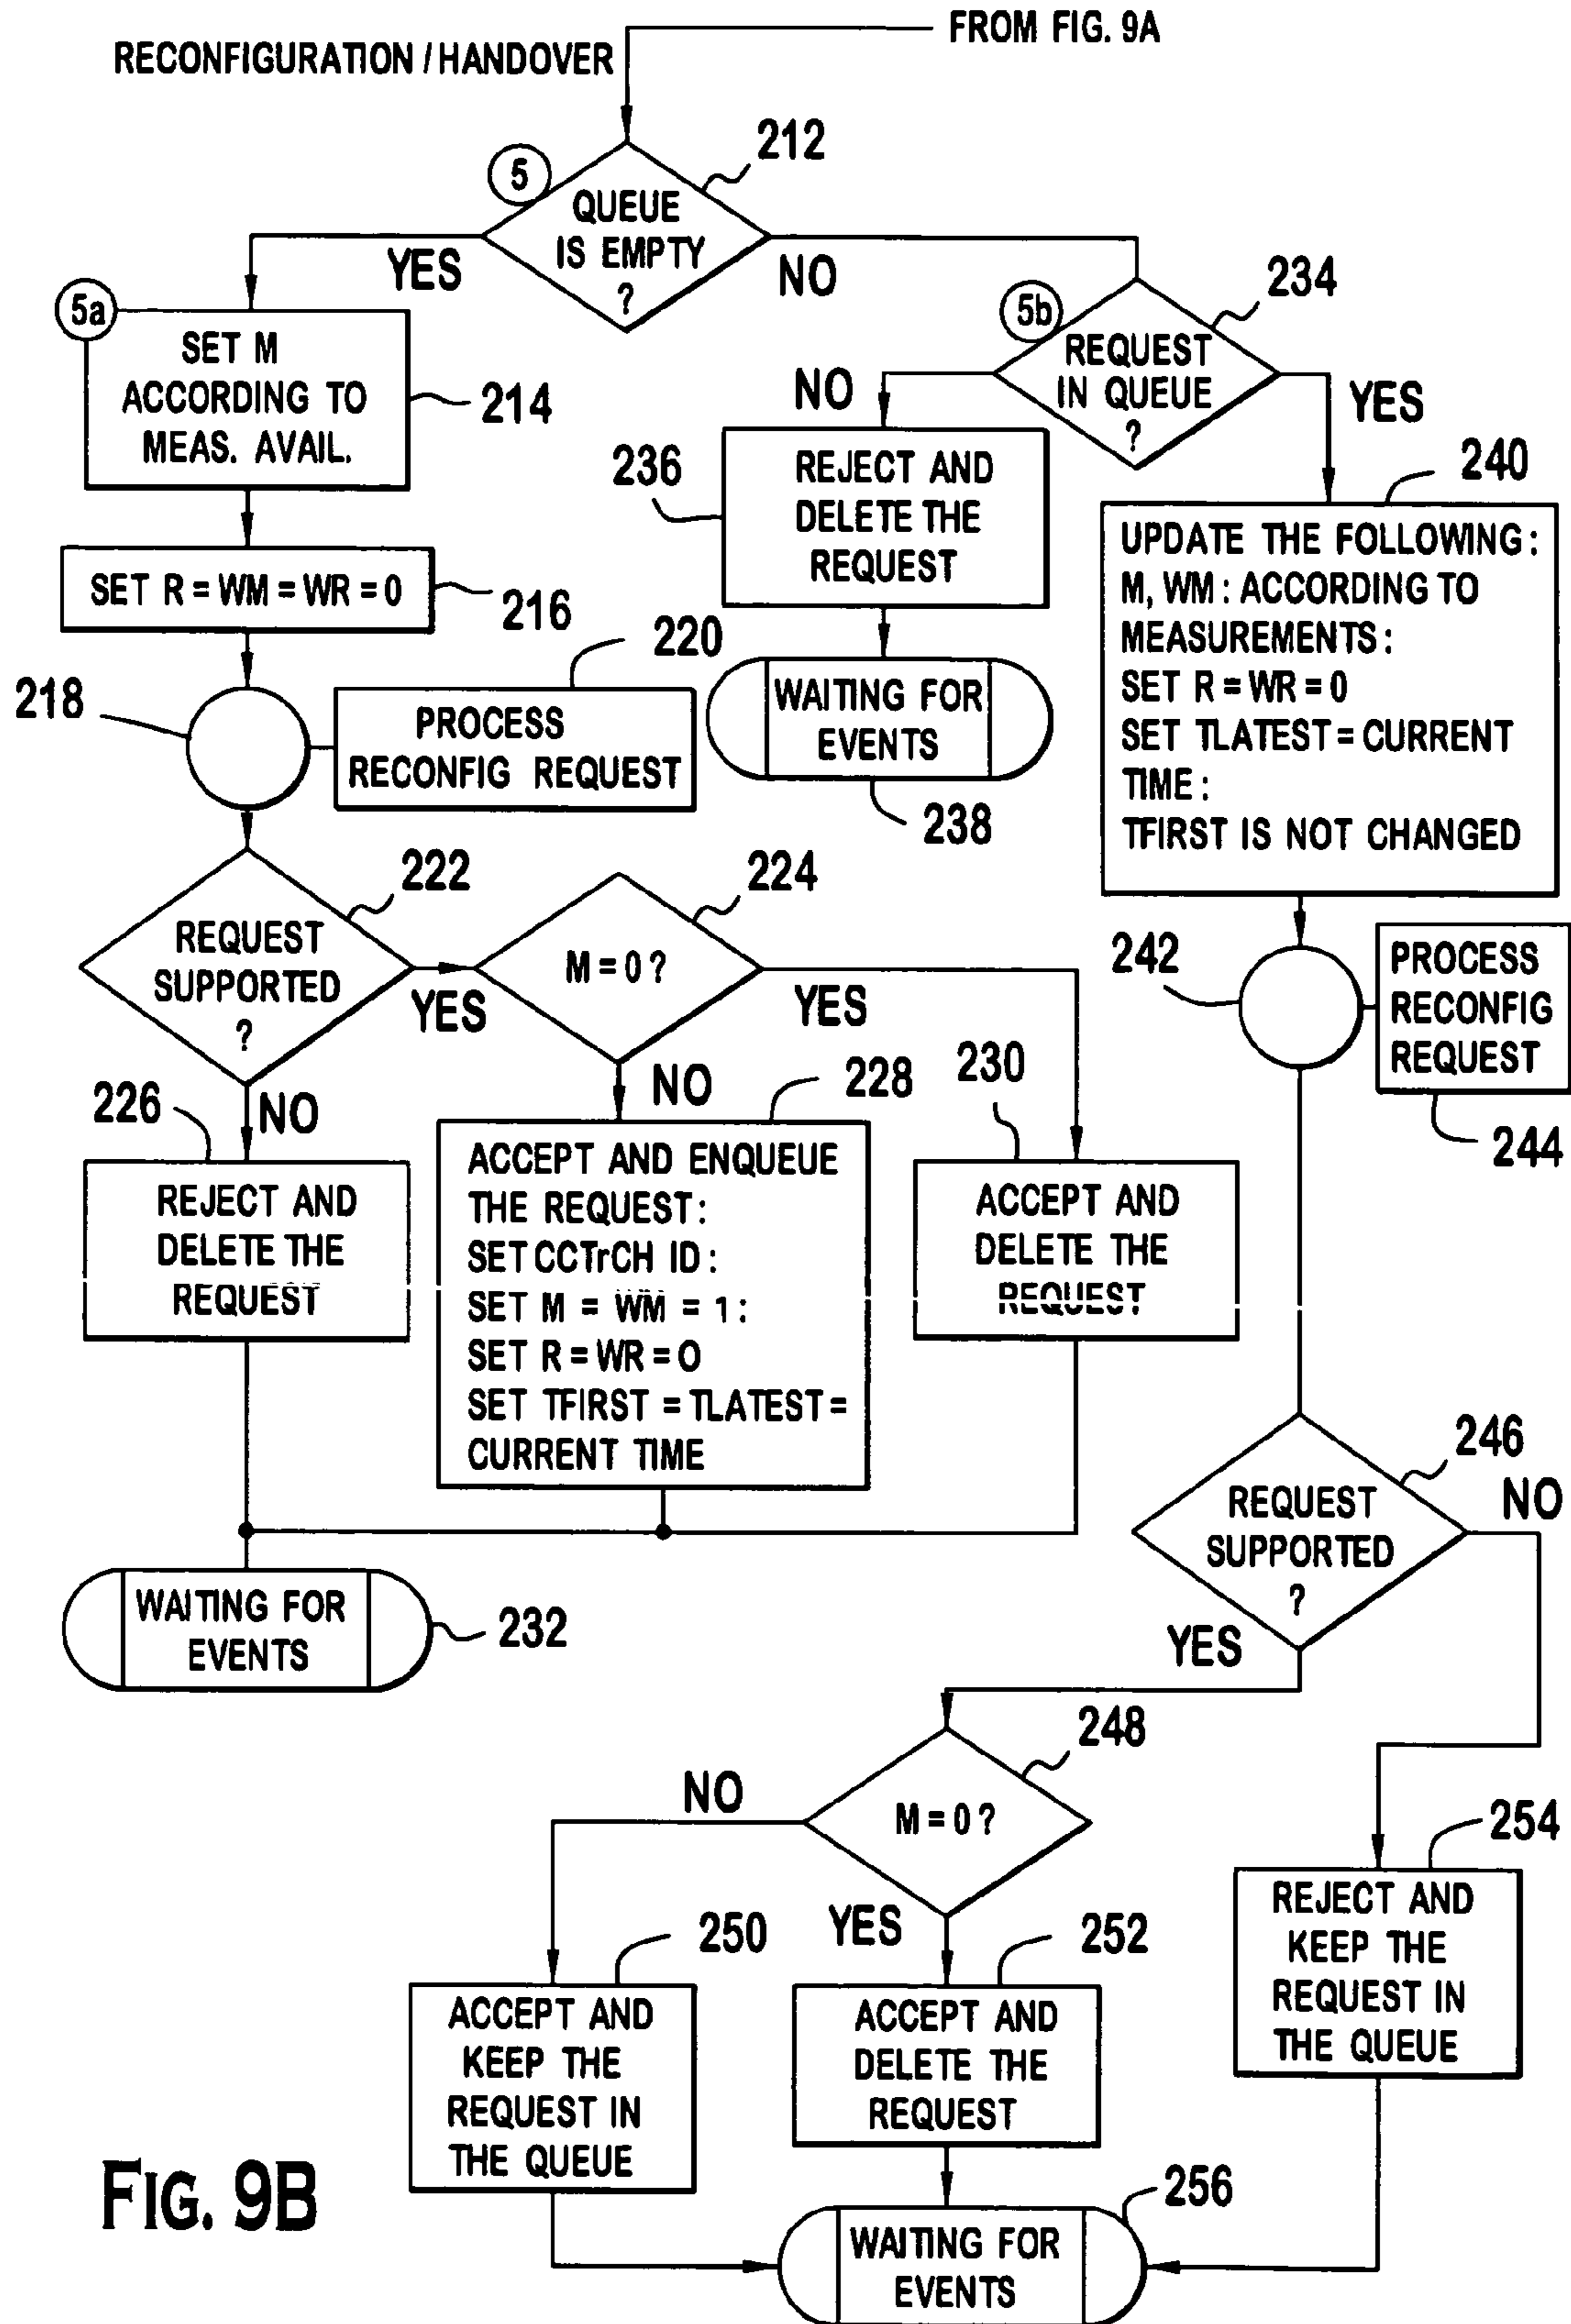 FROM FIG. 9A
RECONFIGURATION / HANDOVER
212
5
QUEUE
IS EMPTY
?
YES
NO
234
5a
5b
SET M
ACCORDING TO
MEAS. AVAIL.
214
REQUEST
IN QUEUE
?
NO
YES
236
REJECT AND
DELETE THE
REQUEST
240
UPDATE THE FOLLOWING :
M, WM : ACCORDING TO
MEASUREMENTS :
SET R = WR = 0
SET TLATEST = CURRENT
TIME :
TFIRST IS NOT CHANGED
SET R = WM = WR = 0
216
220
218
PROCESS
RECONFIG REQUEST
WAITING FOR
EVENTS
238
222
REQUEST
SUPPORTED
?
YES
224
M = 0 ?
YES
242
PROCESS
RECONFIG
REQUEST
244
226
NO
NO
228
230
REJECT AND
DELETE THE
REQUEST
ACCEPT AND ENQUEUE
THE REQUEST :
SET CCTrCH ID :
SET M = WM = 1 :
SET R = WR = O
SET TFIRST = TLATEST =
CURRENT TIME
ACCEPT AND
DELETE THE
REQUEST
246
REQUEST
SUPPORTED
?
NO
YES
WAITING FOR
EVENTS
232
248
M = 0 ?
NO
YES
254
REJECT AND
KEEP THE
REQUEST IN
THE QUEUE
250
ACCEPT AND
KEEP THE
REQUEST IN
THE QUEUE
252
ACCEPT AND
DELETE THE
REQUEST
256
WAITING FOR
EVENTS
FIG. 9B